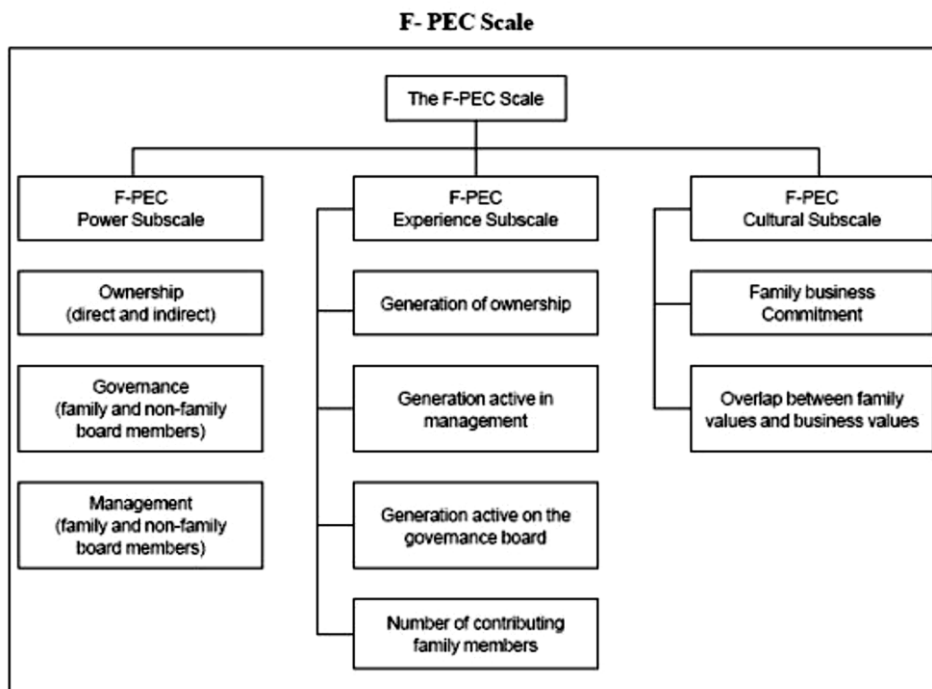 F- PEC Scale
The F-PEC Scale
F-PEC
Power Subscale
Ownership
(direct and indirect)
Governance
(family and non-family
board members)
Management
(family and non-family
board members)
F-PEC
Experience Subscale
Generation of ownership
Generation active in
management
Generation active on the
governance board
Number of contributing
family members
F-PEC
Cultural Subscale
Family business
Commitment
Overlap between family
values and business values